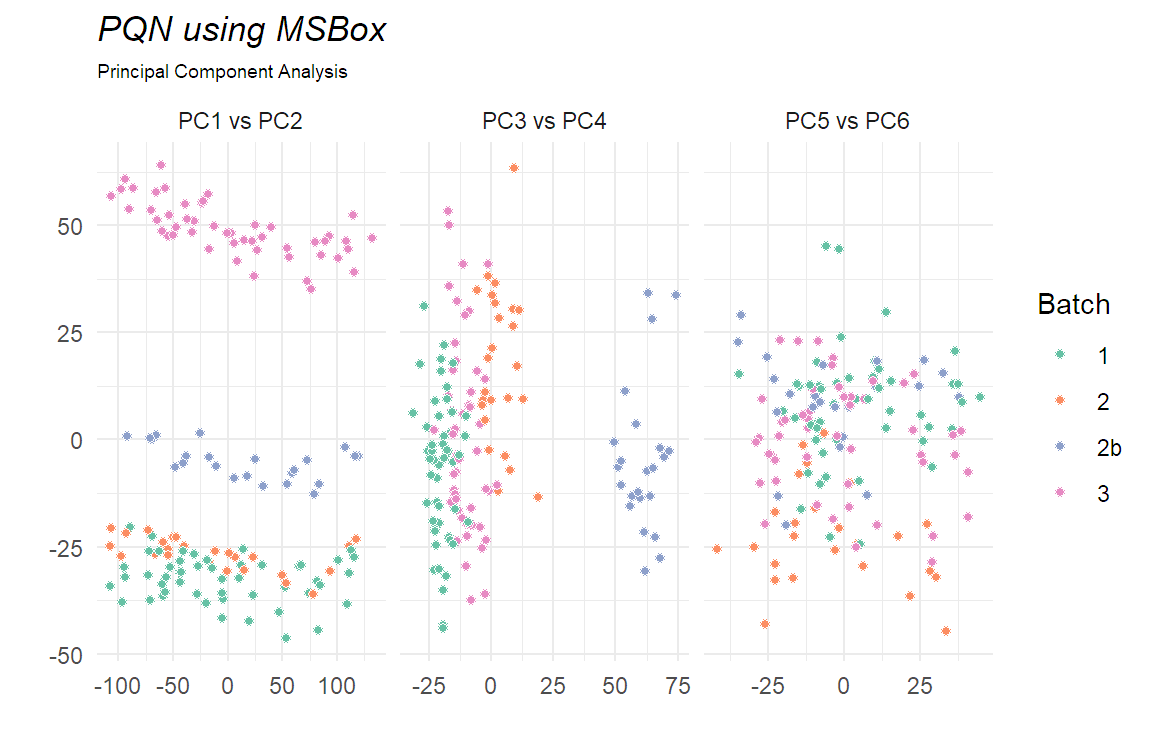 PQN using MSBox
Principal Component Analysis
PC1 vs PC2
PC3 vs PC4
PC5 vs PC6
50
25
0
-25
-50
-100 -50 0 50 100
-25 0 25 50 75
-25 0 25
Batch
1
2
2b
3